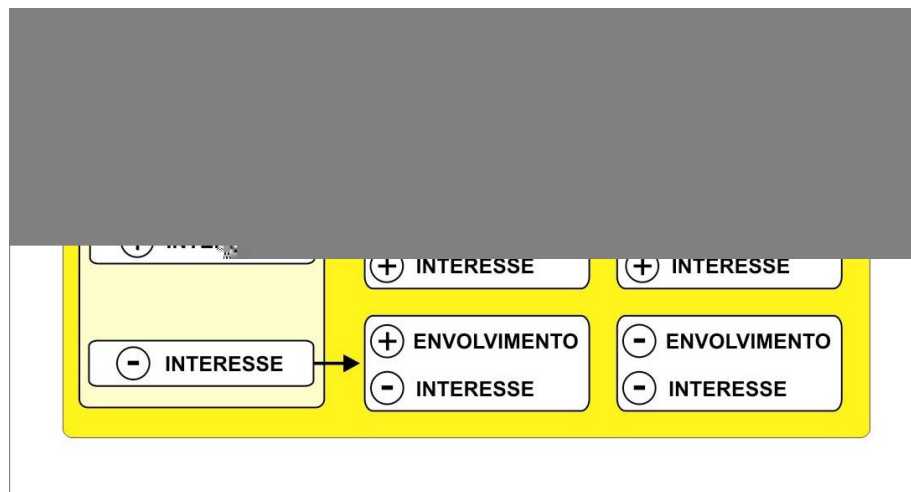 + INTERESSE
+ INTERESSE
+ ENVOLVIMENTO
- INTERESSE
- ENVOLVIMENTO
- INTERESSE
- INTERESSE